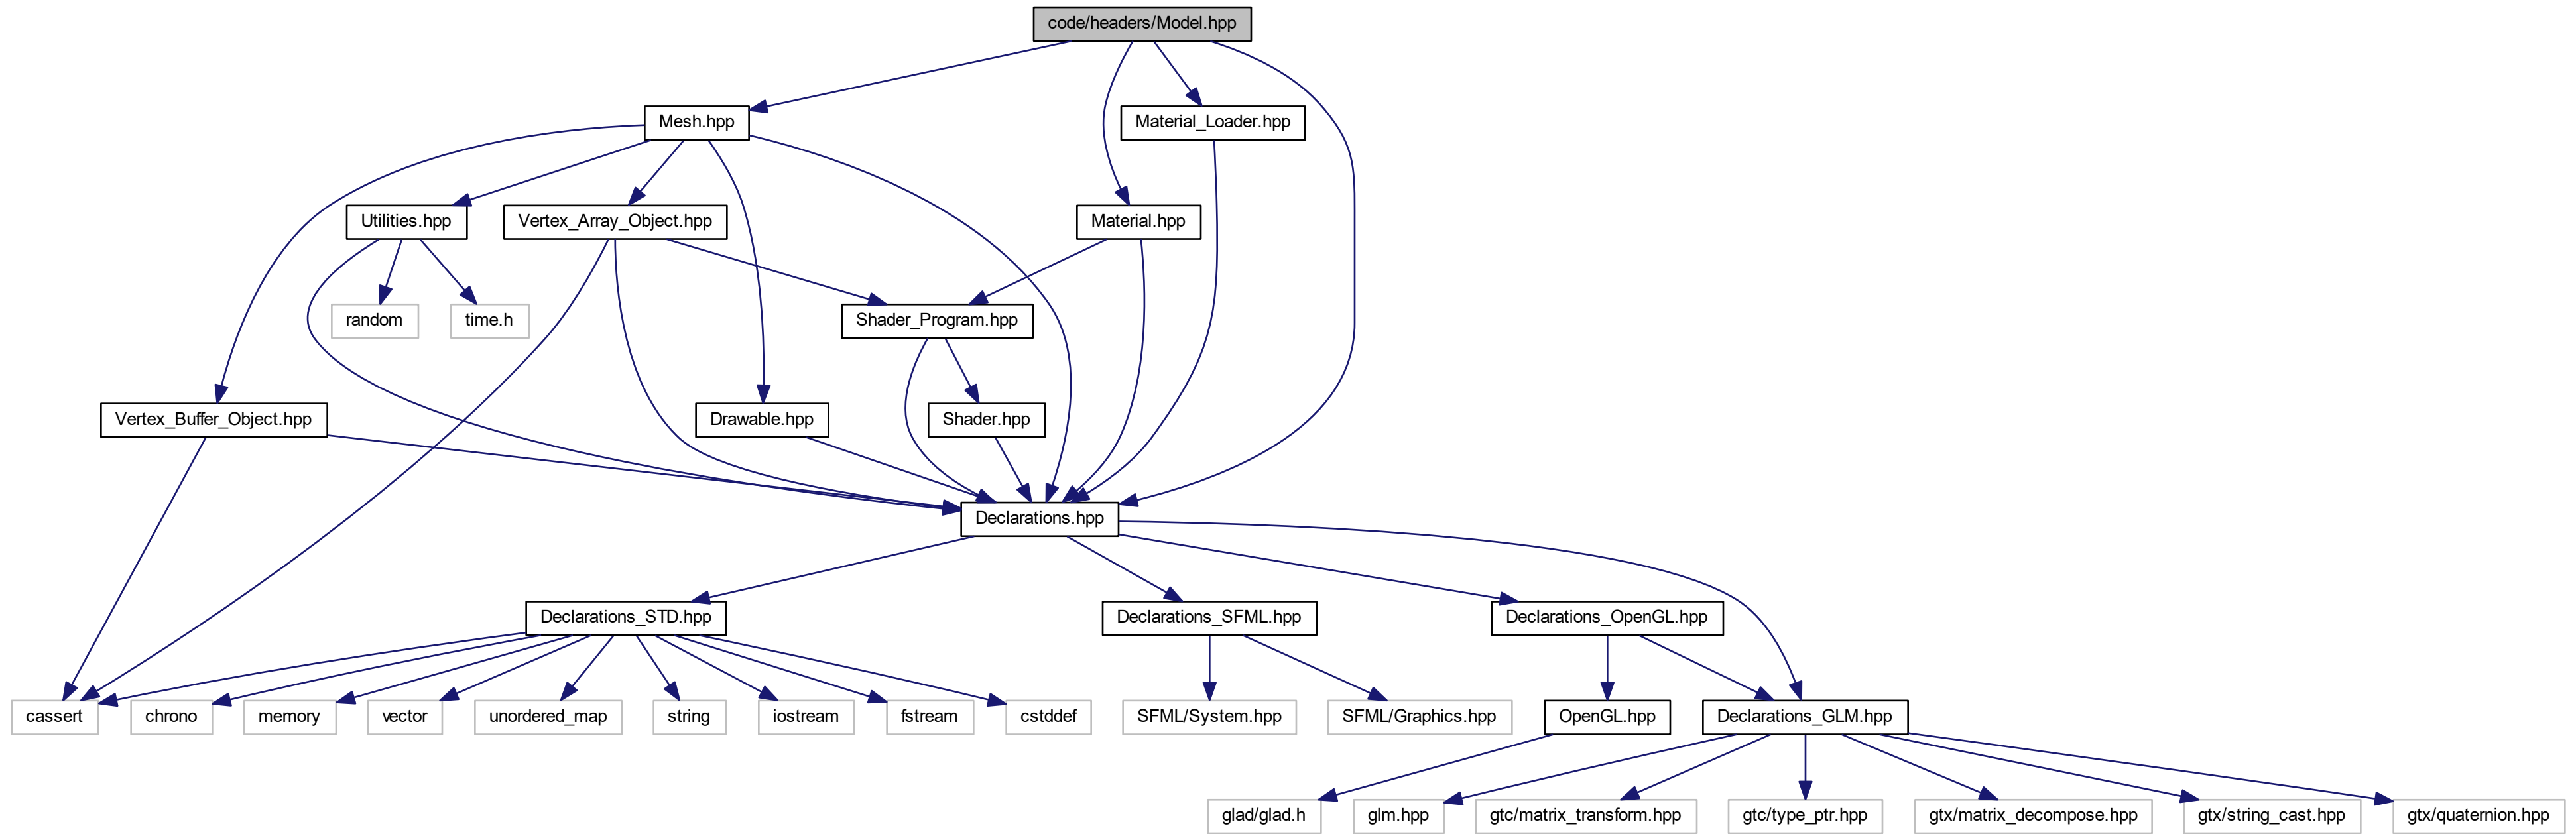 code/headers/Model.hpp
Mesh.hpp
Material_Loader.hpp
Utilities.hpp
Vertex_Array_Object.hpp
Material.hpp
random
time.h
Shader_Program.hpp
Vertex_Buffer_Object.hpp
Drawable.hpp
Shader.hpp
Declarations.hpp
Declarations_STD.hpp
Declarations_SFML.hpp
Declarations_OpenGL.hpp
cassert
chrono
memory
vector
unordered_map
string
iostream
fstream
cstddef
SFML/System.hpp
SFML/Graphics.hpp
OpenGL.hpp
Declarations_GLM.hpp
glad/glad.h
glm.hpp
gtc/matrix_transform.hpp
gtc/type_ptr.hpp
gtx/matrix_decompose.hpp
gtx/string_cast.hpp
gtx/quaternion.hpp